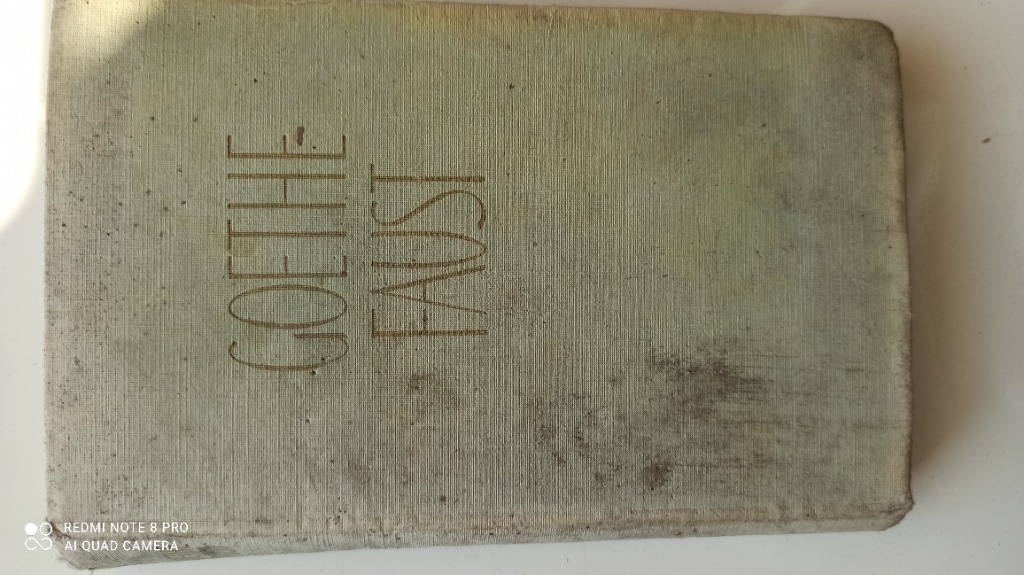 GOETHE
FAUST
REDMI NOTE 8 PRO
AI QUAD CAMERA